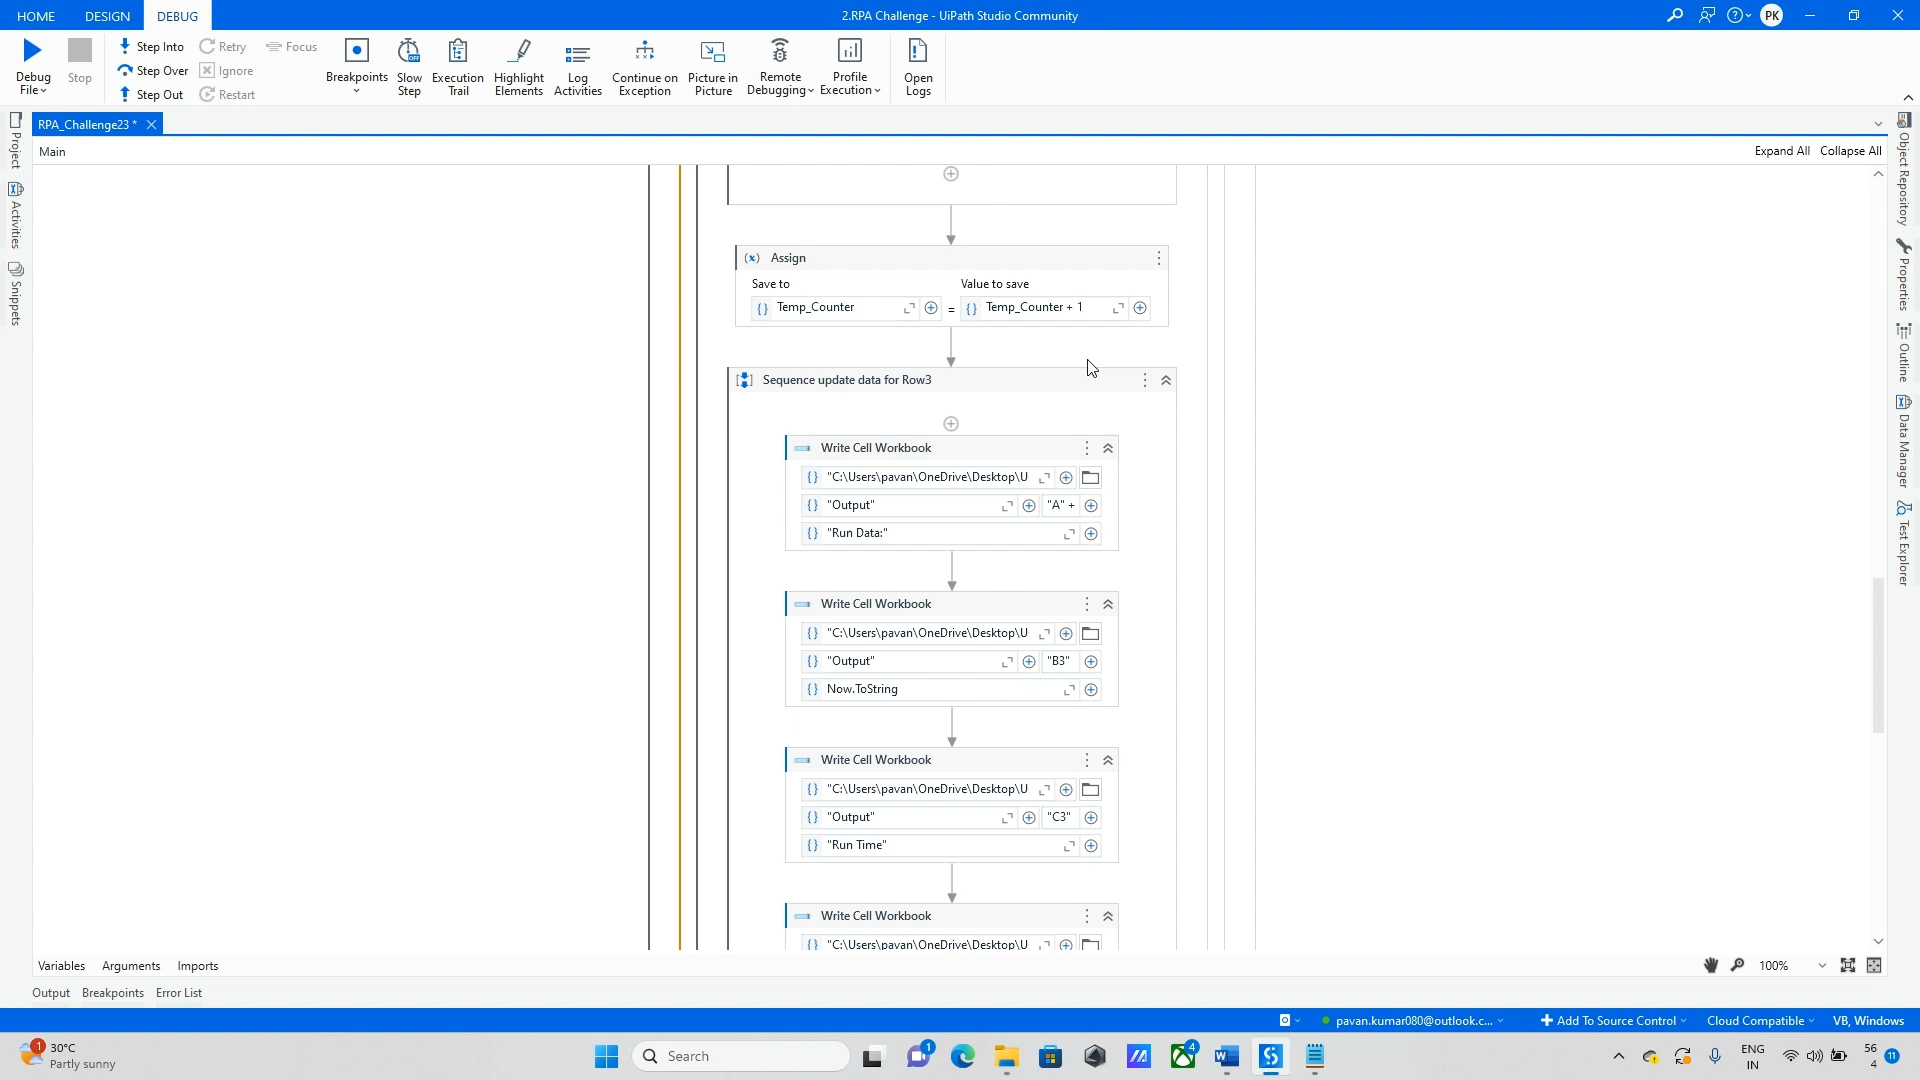 HOME DESIGN DEBUG 2.RPA Challenge - UiPath Studio Community PK
Debug File Stop
Step Into Retry Focus
Step Over Ignore
Step Out Restart
Breakpoints
Slow Step
Execution Trail
Highlight Elements
Log Activities
Continue on Exception
Picture in Picture
Remote Debugging
Profile Execution
Open Logs
RPA_Challenge23 *
Main Expand All Collapse All
Project
Activities
Snippets
Object Repository
Properties
Outline
Data Manager
Test Explorer
(x) Assign
Save to Value to save
{} Temp_Counter = {} Temp_Counter + 1
Sequence update data for Row3
Write Cell Workbook
{} "C:\Users\pavan\OneDrive\Desktop\U
{} "Output" "A" +
{} "Run Data:"
Write Cell Workbook
{} "C:\Users\pavan\OneDrive\Desktop\U
{} "Output" "B3"
{} Now.ToString
Write Cell Workbook
{} "C:\Users\pavan\OneDrive\Desktop\U
{} "Output" "C3"
{} "Run Time"
Write Cell Workbook
{} "C:\Users\pavan\OneDrive\Desktop\U
Variables Arguments Imports 100%
Output Breakpoints Error List
pavan.kumar080@outlook.c... Add To Source Control Cloud Compatible VB, Windows
1 30°C
Partly sunny
Search
1
4
ENG
IN
56
4
11